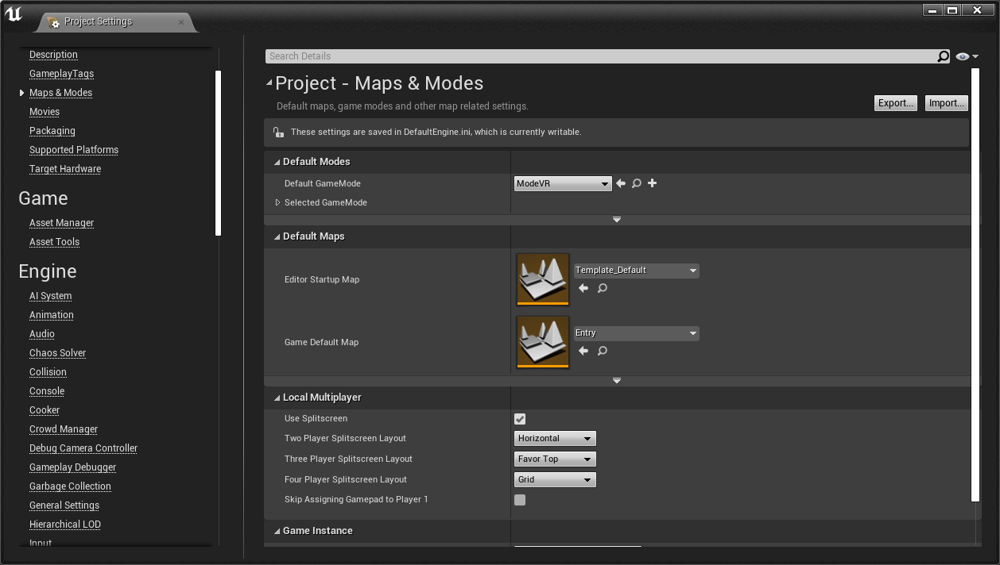 Project Settings
Description
GameplayTags
Maps & Modes
Movies
Packaging
Supported Platforms
Target Hardware
Game
Asset Manager
Asset Tools
Engine
AI System
Animation
Audio
Chaos Solver
Collision
Console
Cooker
Crowd Manager
Debug Camera Controller
Gameplay Debugger
Garbage Collection
General Settings
Hierarchical LOD
Input
Search Details
Project - Maps & Modes
Default maps, game modes and other map related settings.
Export...
Import...
These settings are saved in DefaultEngine.ini, which is currently writable.
Default Modes
Default GameMode
ModeVR
Selected GameMode
Default Maps
Editor Startup Map
Template_Default
Game Default Map
Entry
Local Multiplayer
Use Splitscreen
Two Player Splitscreen Layout
Horizontal
Three Player Splitscreen Layout
Favor Top
Four Player Splitscreen Layout
Grid
Skip Assigning Gamepad to Player 1
Game Instance